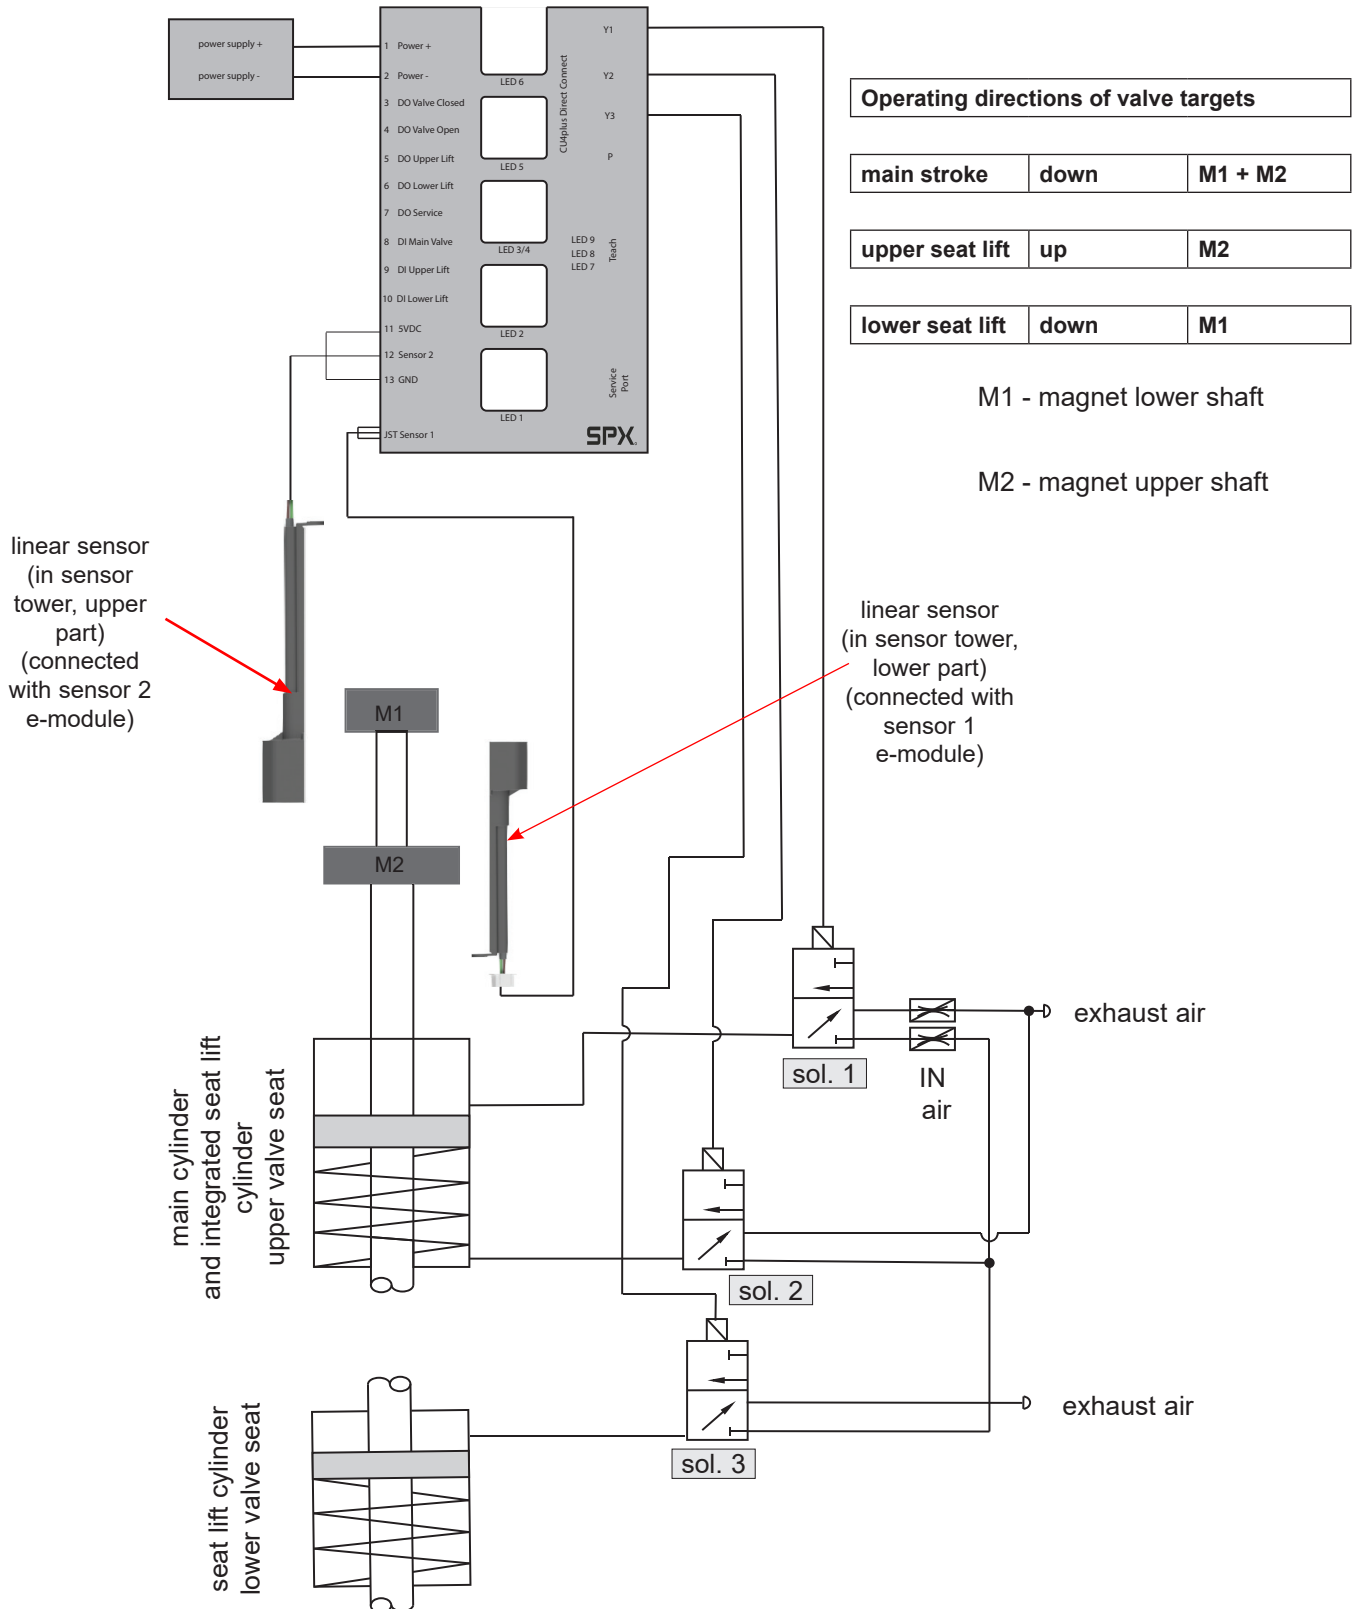 power supply +
power supply -
1 Power +
2 Power -
3 DO Valve Closed
4 DO Valve Open
5 DO Upper Lift
6 DO Lower Lift
7 DO Service
8 DI Main Valve
9 DI Upper Lift
10 DI Lower Lift
11 5VDC
12 Sensor 2
13 GND
JST Sensor 1
LED 6
LED 5
LED 3/4
LED 2
LED 1
CU4plus Direct Connect
Y1
Y2
Y3
P
LED 9
LED 8
LED 7
Teach
Service
Port
SPX
Operating directions of valve targets
main stroke down M1 + M2
upper seat lift up M2
lower seat lift down M1
M1 - magnet lower shaft
M2 - magnet upper shaft
linear sensor
(in sensor
tower, upper
part)
(connected
with sensor 2
e-module)
linear sensor
(in sensor tower,
lower part)
(connected with
sensor 1
e-module)
M1
M2
exhaust air
sol. 1
IN
air
main cylinder
and integrated seat lift
cylinder
upper valve seat
sol. 2
exhaust air
sol. 3
seat lift cylinder
lower valve seat